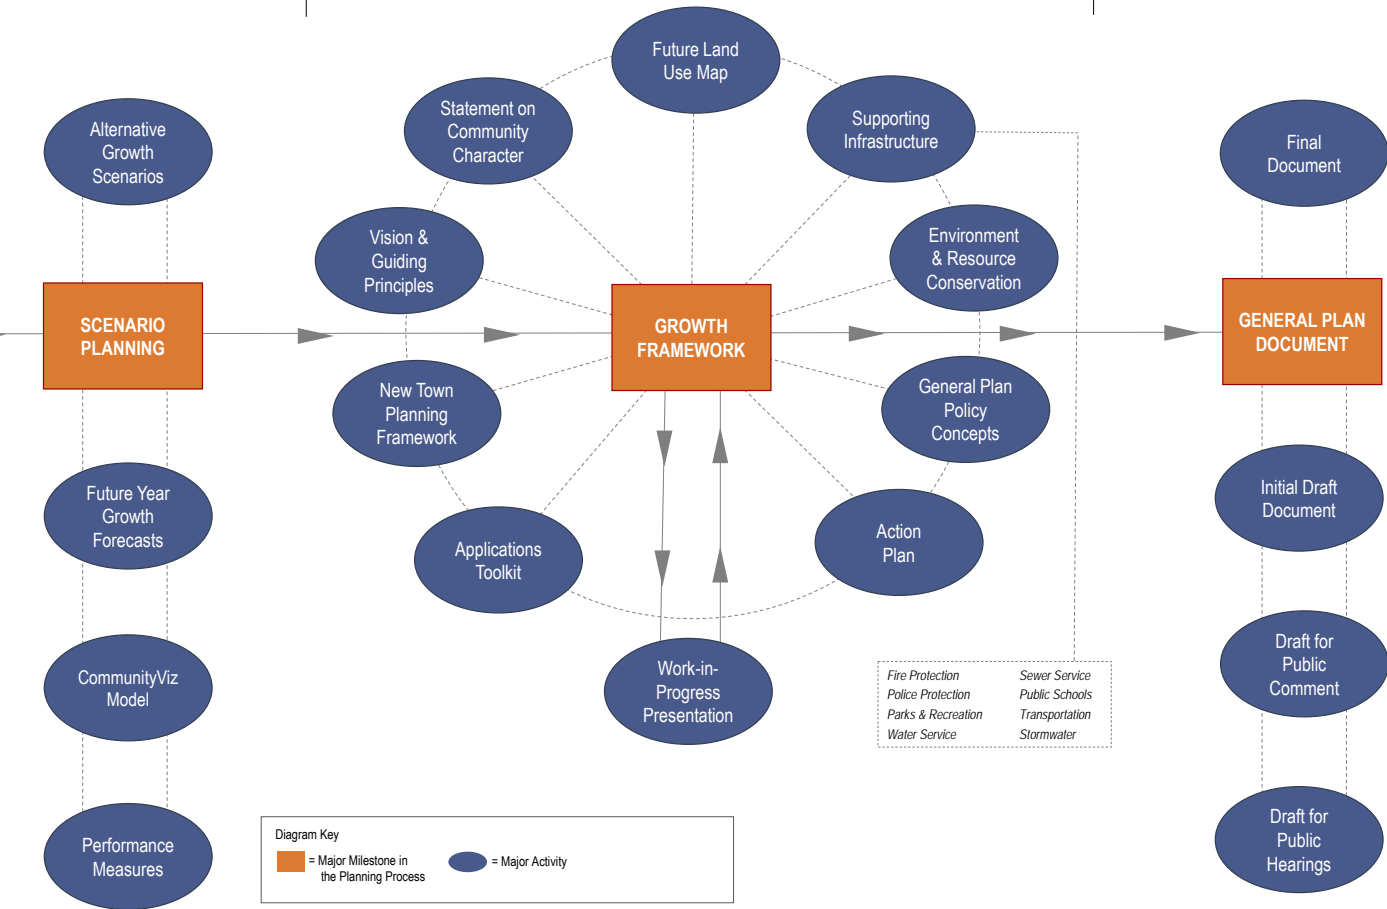 Alternative
Growth
Scenarios
SCENARIO
PLANNING
Future Year
Growth
Forecasts
CommunityViz
Model
Performance
Measures
Future Land
Use Map
Statement on
Community
Character
Supporting
Infrastructure
Vision &
Guiding
Principles
Environment
& Resource
Conservation
GROWTH
FRAMEWORK
New Town
Planning
Framework
General Plan
Policy
Concepts
Applications
Toolkit
Action
Plan
Work-in-
Progress
Presentation
Fire Protection
Police Protection
Parks & Recreation
Water Service
Sewer Service
Public Schools
Transportation
Stormwater
Final
Document
GENERAL PLAN
DOCUMENT
Initial Draft
Document
Draft for
Public
Comment
Draft for
Public
Hearings
Diagram Key
= Major Milestone in
the Planning Process
= Major Activity